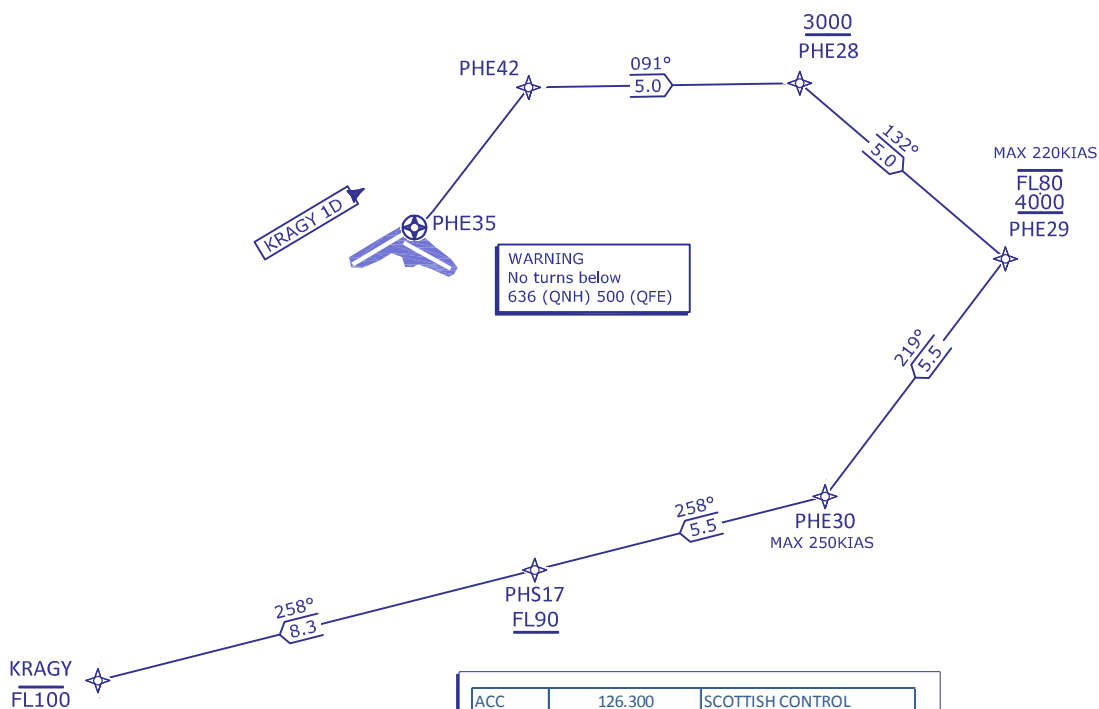 3000
PHE28
PHE42
091°
5.0
132°
5.0
MAX 220KIAS
FL80
4000
PHE29
KRAGY 1D
PHE35
WARNING
No turns below
636 (QNH) 500 (QFE)
219°
5.5
258°
5.5
PHE30
MAX 250KIAS
PHS17
FL90
258°
8.3
KRAGY
FL100
ACC 126.300 SCOTTISH CONTROL